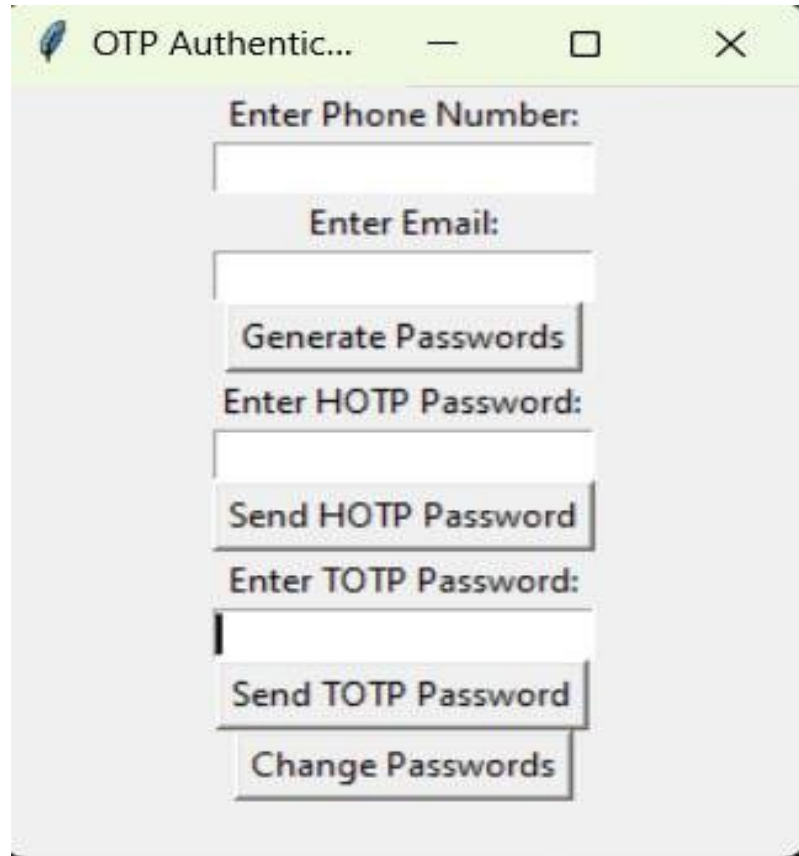 OTP Authentic...
Enter Phone Number:
Enter Email:
Generate Passwords
Enter HOTP Password:
Send HOTP Password
Enter TOTP Password:
Send TOTP Password
Change Passwords